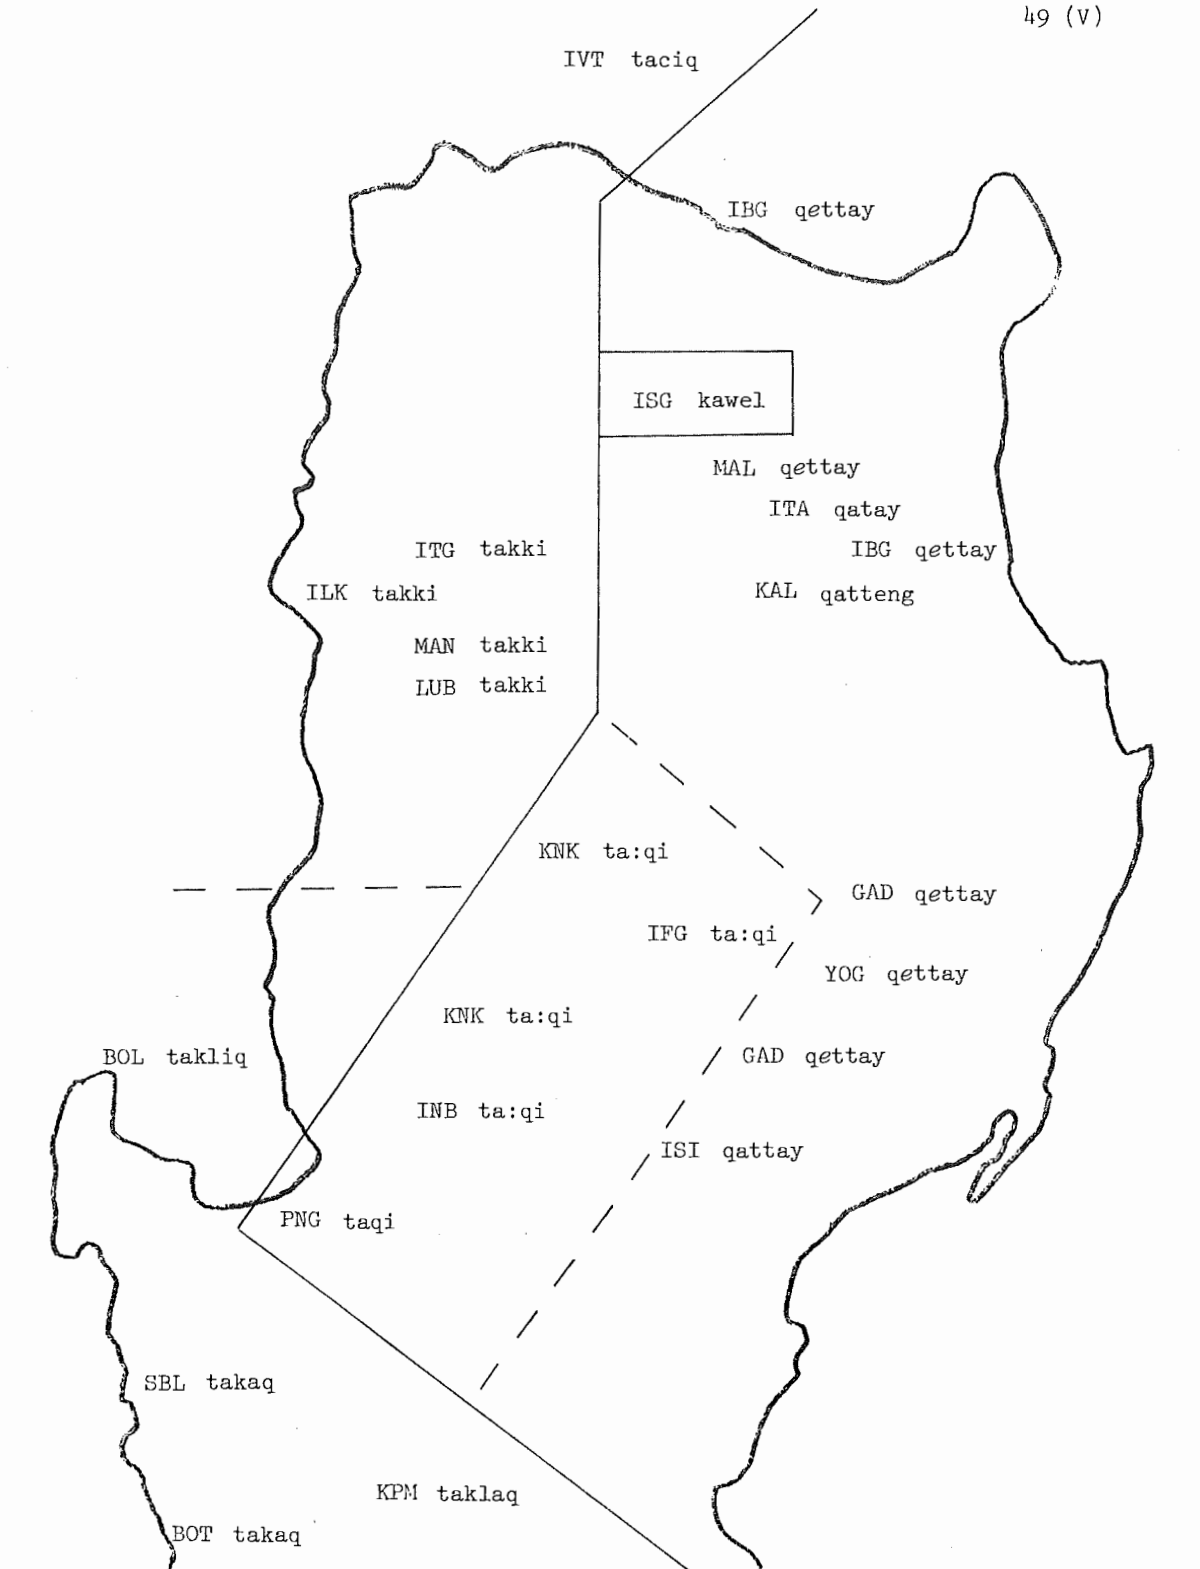 49 (V)
IVT taciq
IBG qettay
ISG kawel
MAL qettay
ITA qatay
ITG takki
IBG qettay
ILK takki
KAL qatteng
MAN takki
LUB takki
KNK ta:qi
GAD qettay
IFG ta:qi
YOG qettay
KNK ta:qi
BOL takliq
GAD qettay
INB ta:qi
ISI qattay
PNG taqi
SBL takaq
KPM taklaq
BOT takaq